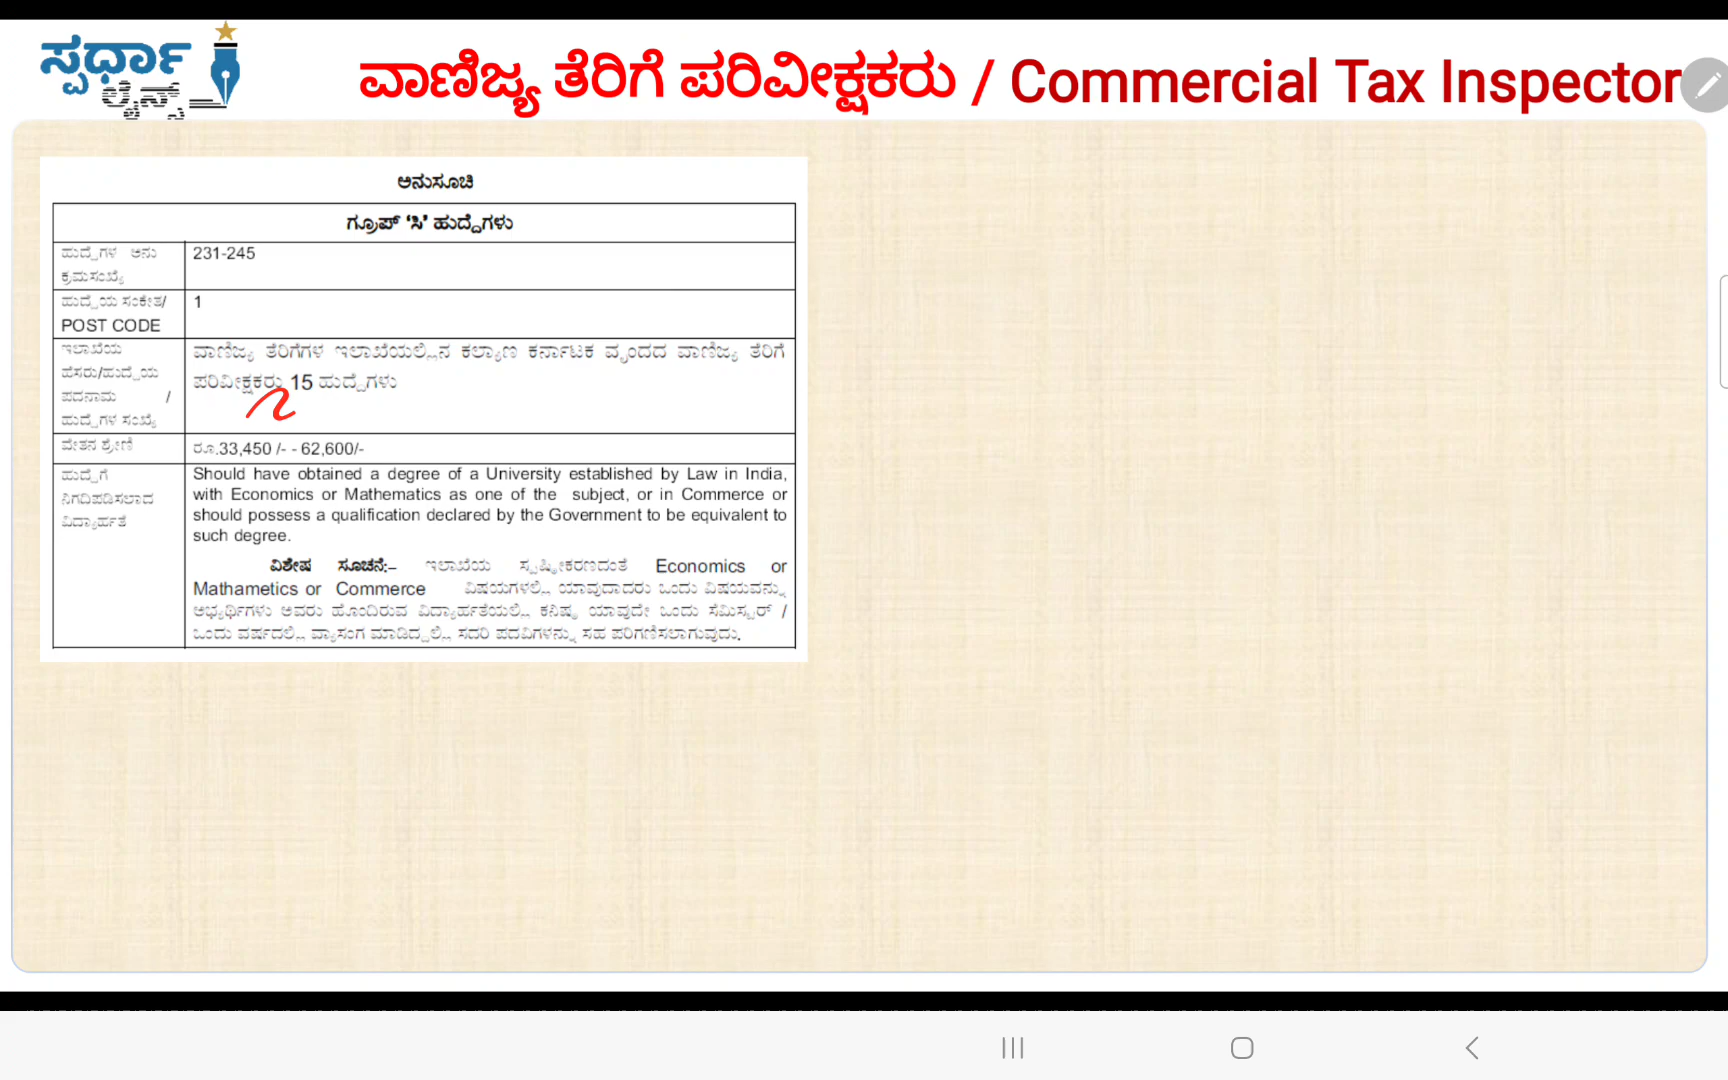 ಸ್ಪರ್ಧಾ
ಲೈನ್ಸ್
ವಾಣಿಜ್ಯ ತೆರಿಗೆ ಪರಿವೀಕ್ಷಕರು / Commercial Tax Inspector
ಅನುಸೂಚಿ
ಗ್ರೂಪ್ ‘ಸಿ’ ಹುದ್ದೆಗಳು
ಹುದ್ದೆಗಳ ಅನು
ಕ್ರಮಸಂಖ್ಯೆ
231-245
ಹುದ್ದೆಯ ಸಂಕೇತ/
POST CODE
1
ಇಲಾಖೆಯ
ಹೆಸರು/ಹುದ್ದೆಯ
ಪದನಾಮ /
ಹುದ್ದೆಗಳ ಸಂಖ್ಯೆ
ವಾಣಿಜ್ಯ ತೆರಿಗೆಗಳ ಇಲಾಖೆಯಲ್ಲಿನ ಕಲ್ಯಾಣ ಕರ್ನಾಟಕ ವೃಂದದ ವಾಣಿಜ್ಯ ತೆರಿಗೆ
ಪರಿವೀಕ್ಷಕರು 15 ಹುದ್ದೆಗಳು
ವೇತನ ಶ್ರೇಣಿ
ರೂ.33,450 /- - 62,600/-
ಹುದ್ದೆಗೆ
ನಿಗದಿಪಡಿಸಲಾದ
ವಿದ್ಯಾರ್ಹತೆ
Should have obtained a degree of a University established by Law in India,
with Economics or Mathematics as one of the subject, or in Commerce or
should possess a qualification declared by the Government to be equivalent to
such degree.
ವಿಶೇಷ ಸೂಚನೆ:– ಇಲಾಖೆಯ ಸ್ಪಷ್ಟೀಕರಣದಂತೆ Economics or
Mathametics or Commerce ವಿಷಯಗಳಲ್ಲಿ ಯಾವುದಾದರು ಒಂದು ವಿಷಯವನ್ನು
ಅಭ್ಯರ್ಥಿಗಳು ಅವರು ಹೊಂದಿರುವ ವಿದ್ಯಾರ್ಹತೆಯಲ್ಲಿ ಕನಿಷ್ಠ ಯಾವುದೇ ಒಂದು ಸೆಮಿಸ್ಟರ್ /
ಒಂದು ವರ್ಷದಲ್ಲಿ ವ್ಯಾಸಂಗ ಮಾಡಿದ್ದಲ್ಲಿ ಸದರಿ ಪದವಿಗಳನ್ನು ಸಹ ಪರಿಗಣಿಸಲಾಗುವುದು.